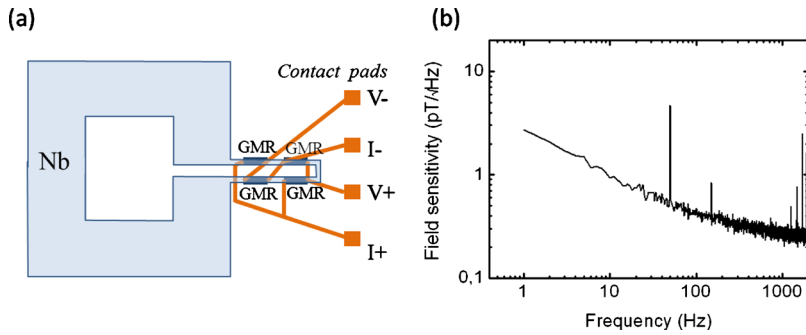 (a)
Contact pads
V-
GMR GMR
I-
Nb
GMR GMR
V+
I+
(b)
Field sensitivity (pT/√Hz)
10
1
0,1
1 10 100 1000
Frequency (Hz)